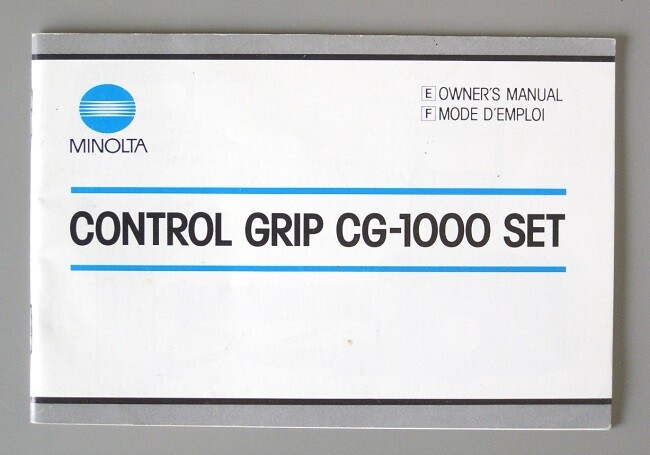 MINOLTA
E OWNER'S MANUAL
F MODE D'EMPLOI
CONTROL GRIP CG-1000 SET